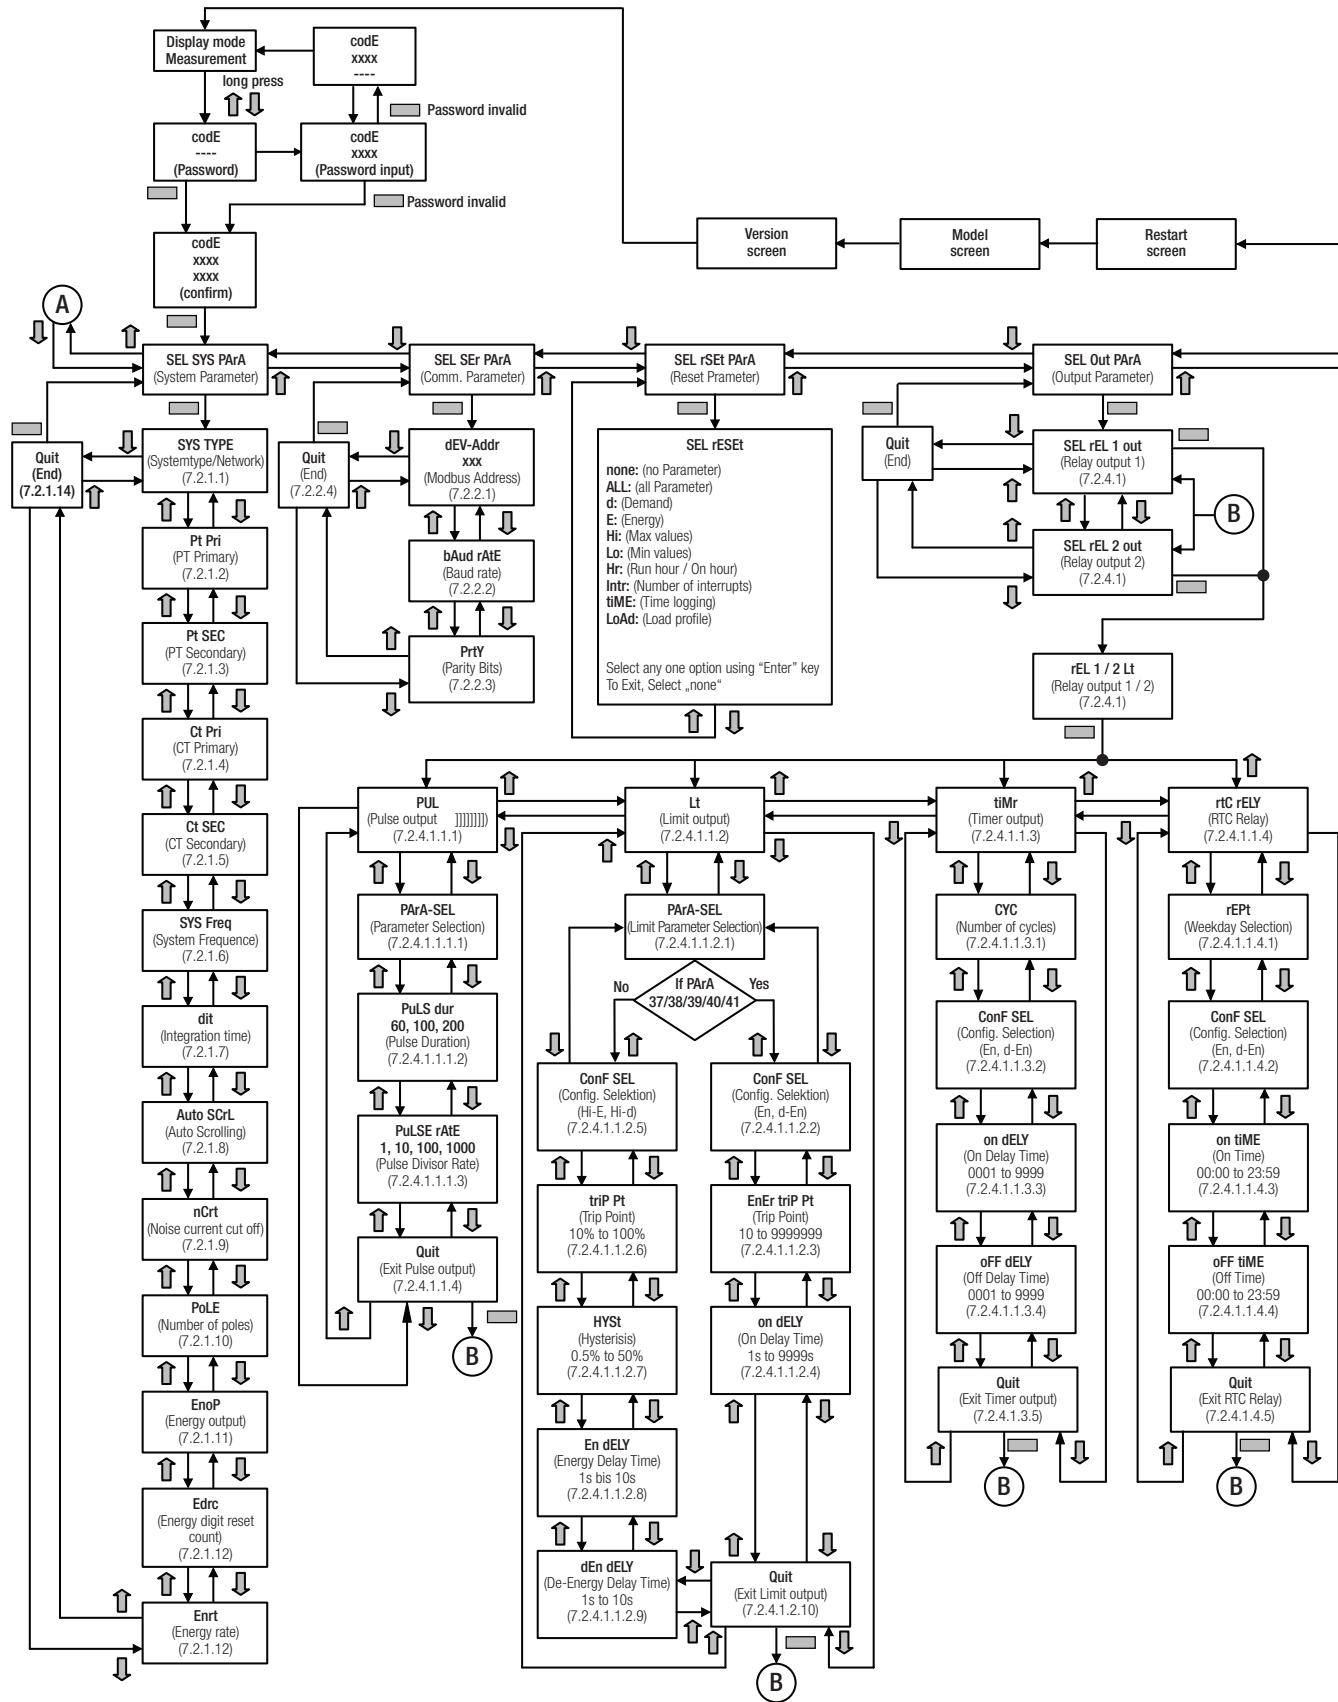 Display mode
Measurement
codE
xxxx
----
long press
Password invalid
codE
----
(Password)
codE
xxxx
(Password input)
Password invalid
codE
xxxx
xxxx
(confirm)
Version
screen
Model
screen
Restart
screen
A
SEL SYS PArA
(System Parameter)
SEL SEr PArA
(Comm. Parameter)
SEL rSEt PArA
(Reset Prameter)
SEL Out PArA
(Output Parameter)
Quit
(End)
(7.2.1.14)
SYS TYPE
(Systemtype/Network)
(7.2.1.1)
Pt Pri
(PT Primary)
(7.2.1.2)
Pt SEC
(PT Secondary)
(7.2.1.3)
Ct Pri
(CT Primary)
(7.2.1.4)
Ct SEC
(CT Secondary)
(7.2.1.5)
SYS Freq
(System Frequence)
(7.2.1.6)
dit
(Integration time)
(7.2.1.7)
Auto SCrL
(Auto Scrolling)
(7.2.1.8)
nCrt
(Noise current cut off)
(7.2.1.9)
PoLE
(Number of poles)
(7.2.1.10)
EnoP
(Energy output)
(7.2.1.11)
Edrc
(Energy digit reset
count)
(7.2.1.12)
Enrt
(Energy rate)
(7.2.1.12)
Quit
(End)
(7.2.2.4)
dEV-Addr
xxx
(Modbus Address)
(7.2.2.1)
bAud rAtE
(Baud rate)
(7.2.2.2)
PrtY
(Parity Bits)
(7.2.2.3)
SEL rESEt
none: (no Parameter)
ALL: (all Parameter)
d: (Demand)
E: (Energy)
Hi: (Max values)
Lo: (Min values)
Hr: (Run hour / On hour)
Intr: (Number of interrupts)
tiME: (Time logging)
LoAd: (Load profile)
Select any one option using “Enter” key
To Exit, Select „none“
Quit
(End)
SEL rEL 1 out
(Relay output 1)
(7.2.4.1)
B
SEL rEL 2 out
(Relay output 2)
(7.2.4.1)
rEL 1 / 2 Lt
(Relay output 1 / 2)
(7.2.4.1)
PUL
(Pulse output ]]]]]]]])
(7.2.4.1.1.1)
PArA-SEL
(Parameter Selection)
(7.2.4.1.1.1.1)
PuLS dur
60, 100, 200
(Pulse Duration)
(7.2.4.1.1.1.2)
PuLSE rAtE
1, 10, 100, 1000
(Pulse Divisor Rate)
(7.2.4.1.1.1.3)
Quit
(Exit Pulse output)
(7.2.4.1.1.4)
B
Lt
(Limit output)
(7.2.4.1.1.2)
PArA-SEL
(Limit Parameter Selection)
(7.2.4.1.1.2.1)
No
If PArA
37/38/39/40/41
Yes
ConF SEL
(Config. Selektion)
(Hi-E, Hi-d)
(7.2.4.1.1.2.5)
triP Pt
(Trip Point)
10% to 100%
(7.2.4.1.1.2.6)
HYSt
(Hysterisis)
0.5% to 50%
(7.2.4.1.1.2.7)
En dELY
(Energy Delay Time)
1s bis 10s
(7.2.4.1.1.2.8)
dEn dELY
(De-Energy Delay Time)
1s to 10s
(7.2.4.1.1.2.9)
ConF SEL
(Config. Selektion)
(En, d-En)
(7.2.4.1.1.2.2)
EnEr triP Pt
(Trip Point)
10 to 9999999
(7.2.4.1.1.2.3)
on dELY
(On Delay Time)
1s to 9999s
(7.2.4.1.1.2.4)
Quit
(Exit Limit output)
(7.2.4.1.2.10)
B
tiMr
(Timer output)
(7.2.4.1.1.3)
CYC
(Number of cycles)
(7.2.4.1.1.3.1)
ConF SEL
(Config. Selection)
(En, d-En)
(7.2.4.1.1.3.2)
on dELY
(On Delay Time)
0001 to 9999
(7.2.4.1.1.3.3)
oFF dELY
(Off Delay Time)
0001 to 9999
(7.2.4.1.1.3.4)
Quit
(Exit Timer output)
(7.2.4.1.3.5)
B
rtC rELY
(RTC Relay)
(7.2.4.1.1.4)
rEPt
(Weekday Selection)
(7.2.4.1.1.4.1)
ConF SEL
(Config. Selection)
(En, d-En)
(7.2.4.1.1.4.2)
on tiME
(On Time)
00:00 to 23:59
(7.2.4.1.1.4.3)
oFF tiME
(Off Time)
00:00 to 23:59
(7.2.4.1.1.4.4)
Quit
(Exit RTC Relay)
(7.2.4.1.4.5)
B